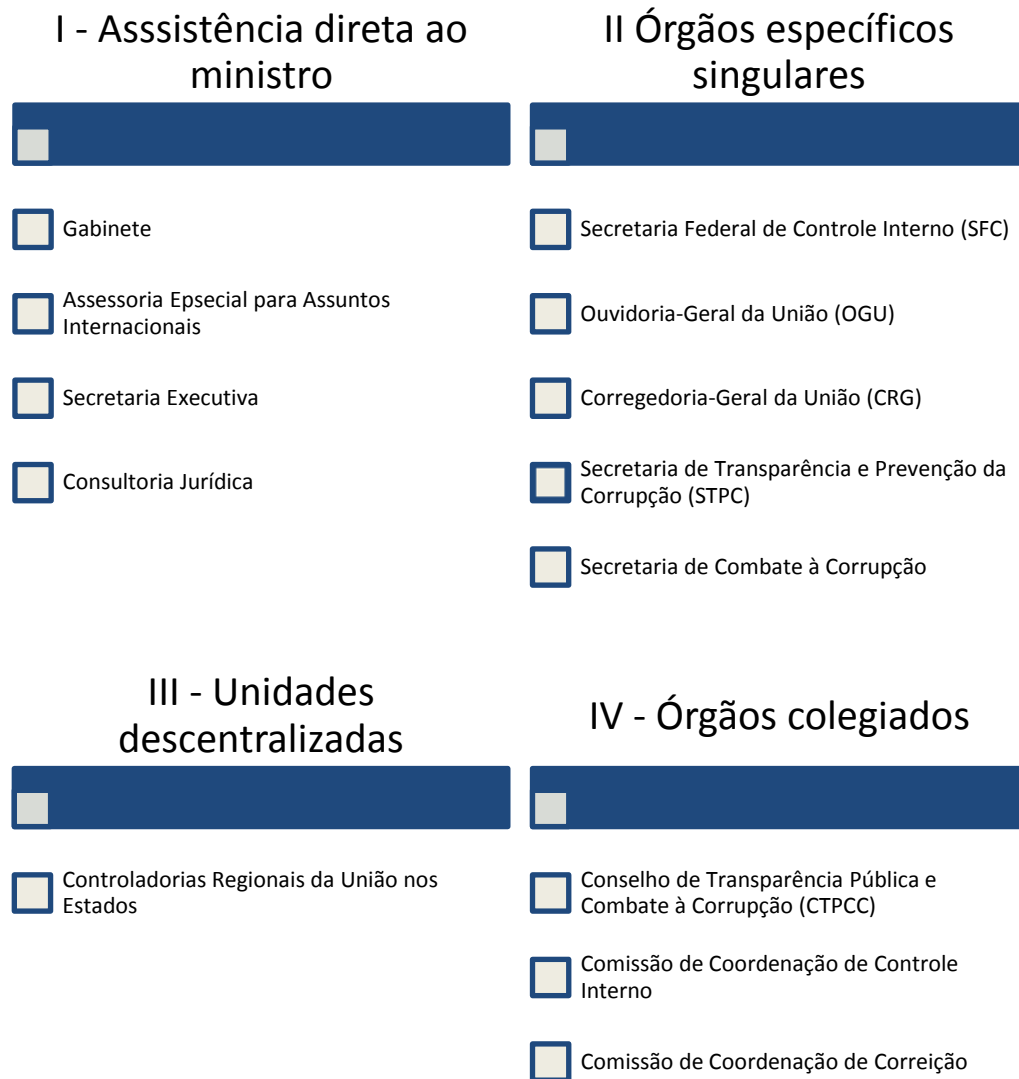 I - Asssistência direta ao
ministro
Gabinete
Assessoria Epsecial para Assuntos
Internacionais
Secretaria Executiva
Consultoria Jurídica
II Órgãos específicos
singulares
Secretaria Federal de Controle Interno (SFC)
Ouvidoria-Geral da União (OGU)
Corregedoria-Geral da União (CRG)
Secretaria de Transparência e Prevenção da
Corrupção (STPC)
Secretaria de Combate à Corrupção
III - Unidades
descentralizadas
Controladorias Regionais da União nos
Estados
IV - Órgãos colegiados
Conselho de Transparência Pública e
Combate à Corrupção (CTPCC)
Comissão de Coordenação de Controle
Interno
Comissão de Coordenação de Correição